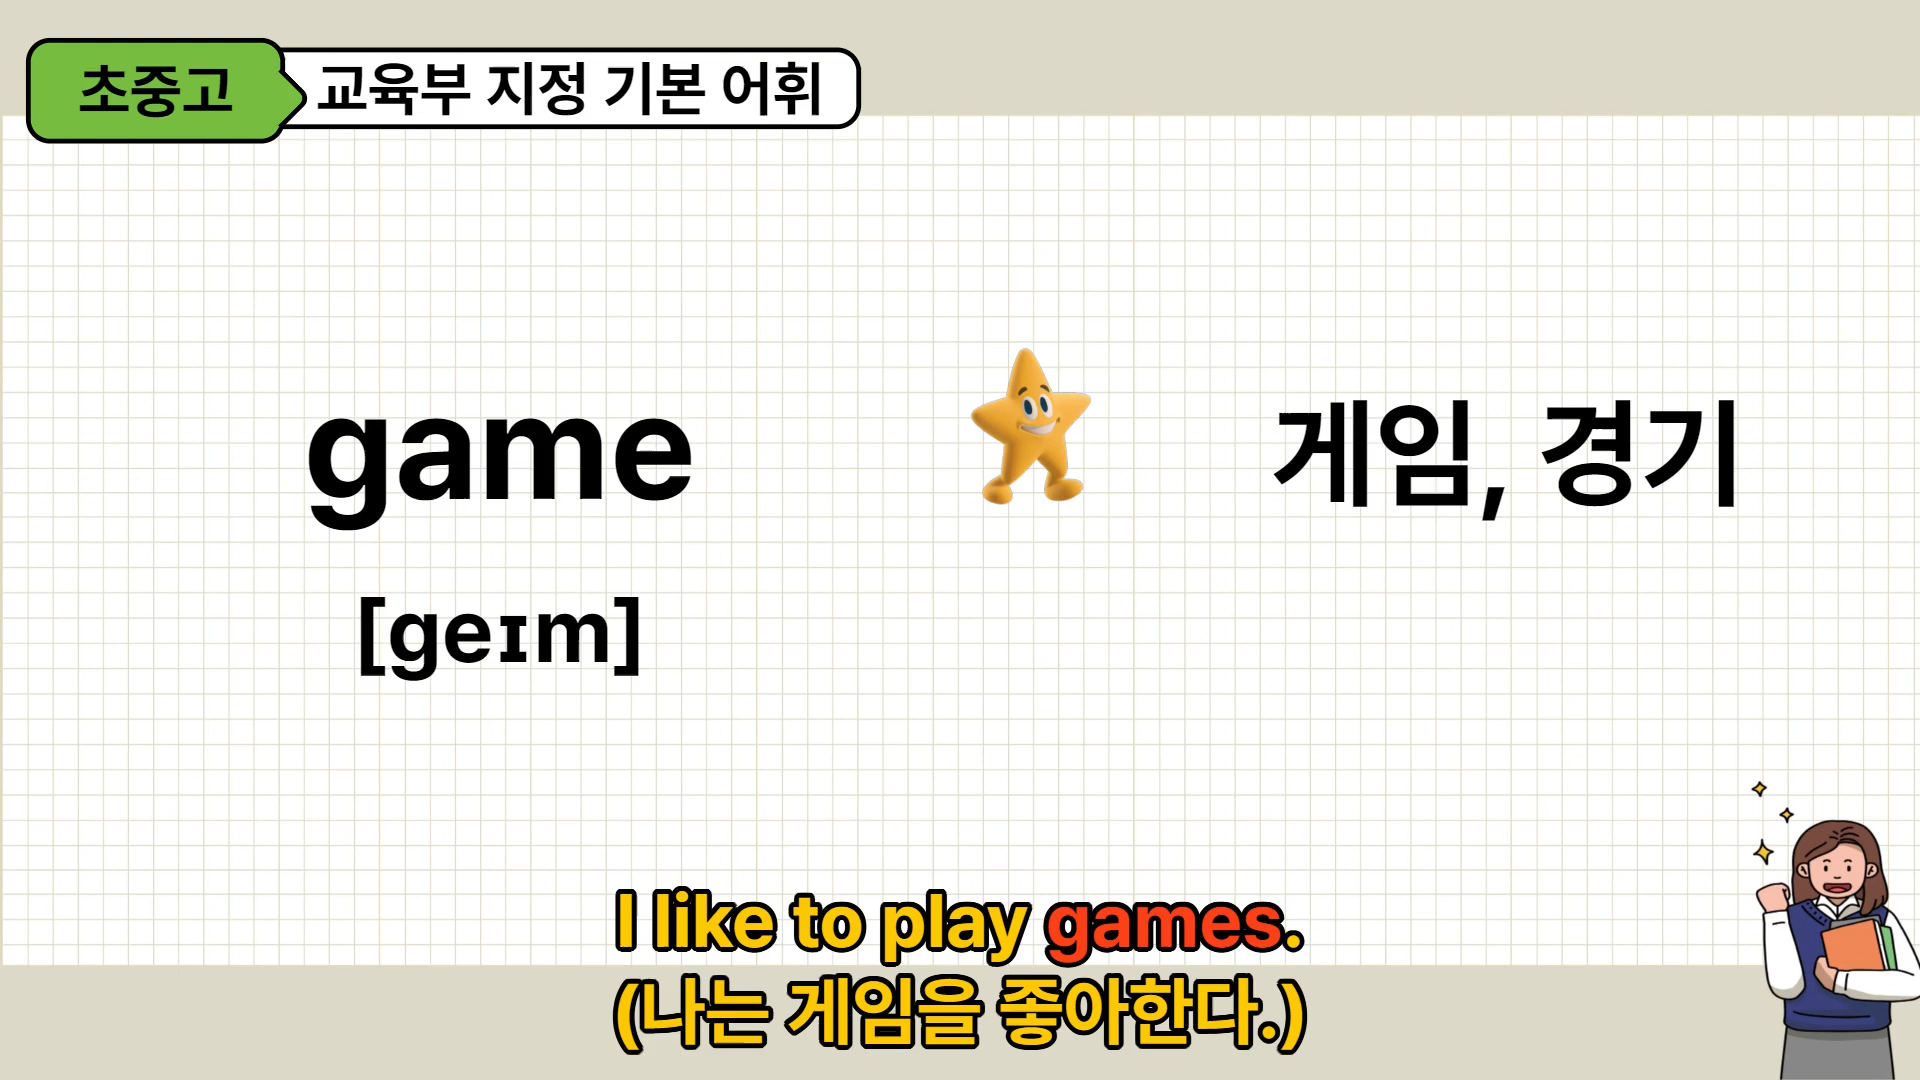 초중고 교육부 지정 기본 어휘
game 게임, 경기
[geɪm]
I like to play games.
(나는 게임을 좋아한다.)